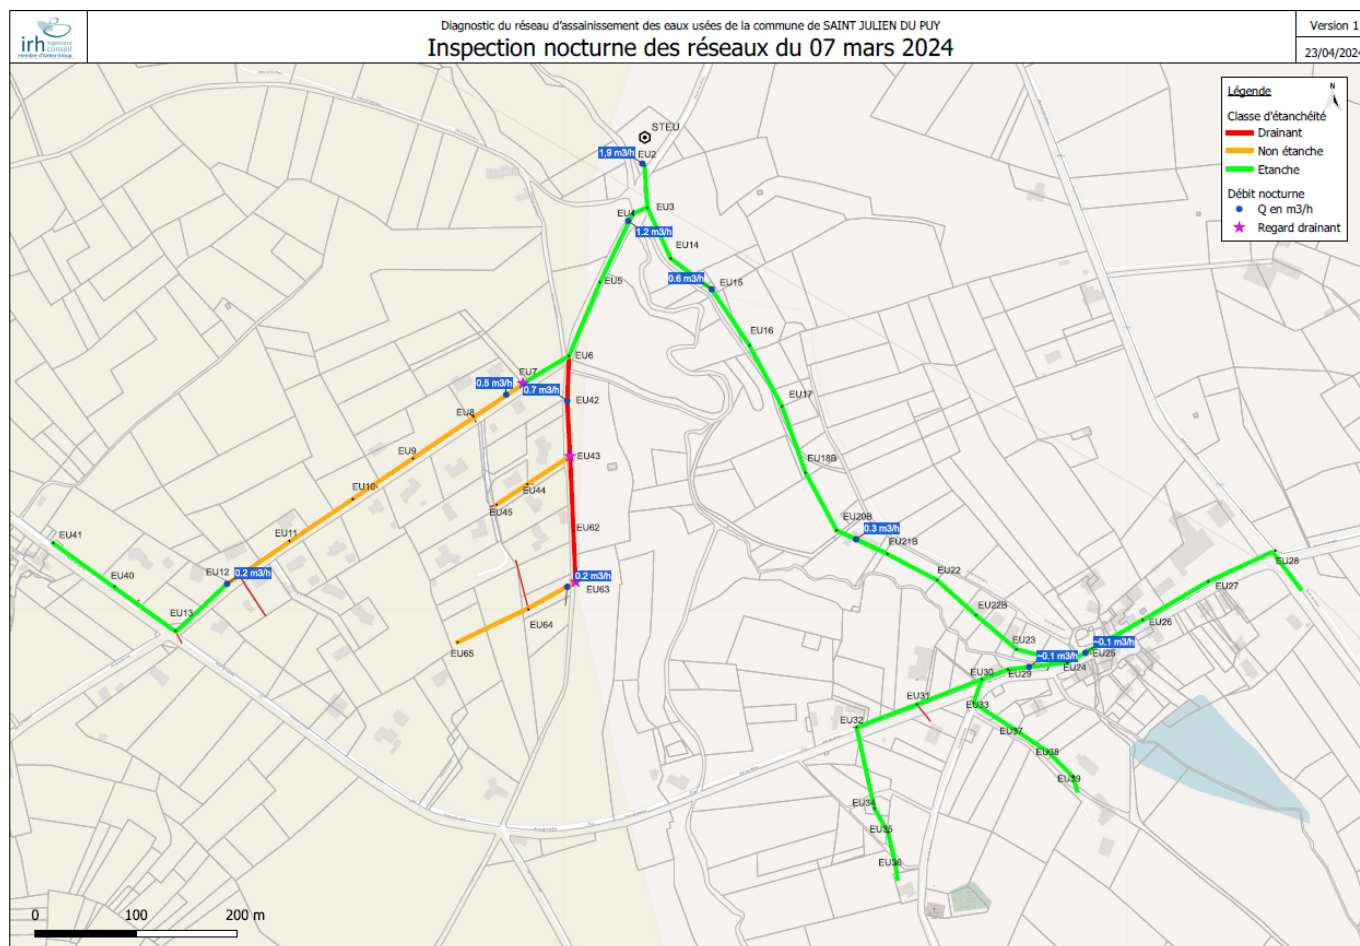 irh ingénieur conseil
membre d'Antea Group
Diagnostic du réseau d'assainissement des eaux usées de la commune de SAINT JULIEN DU PUY
Inspection nocturne des réseaux du 07 mars 2024
Version 1
23/04/2024
Légende
N
Classe d'étanchéité
Drainant
Non étanche
Etanche
Débit nocturne
Q en m3/h
Regard drainant
STEU
1,9 m3/h
EU2
EU4
EU3
1.2 m3/h
EU14
0.6 m3/h
EU15
EU5
EU16
EU6
EU7
0.5 m3/h
0.7 m3/h
EU42
EU17
EU8
EU43
EU9
EU18B
EU44
EU10
EU45
EU20B
0.3 m3/h
EU62
EU11
EU41
EU21B
EU28
EU12
0.2 m3/h
0.2 m3/h
EU63
EU22
EU27
EU40
EU64
EU22B
EU13
EU26
EU65
EU23
~0.1 m3/h
~0.1 m3/h
EU25
EU24
EU29
EU30
EU31
EU33
EU32
EU37
EU38
EU39
EU34
EU35
EU36
0
100
200 m